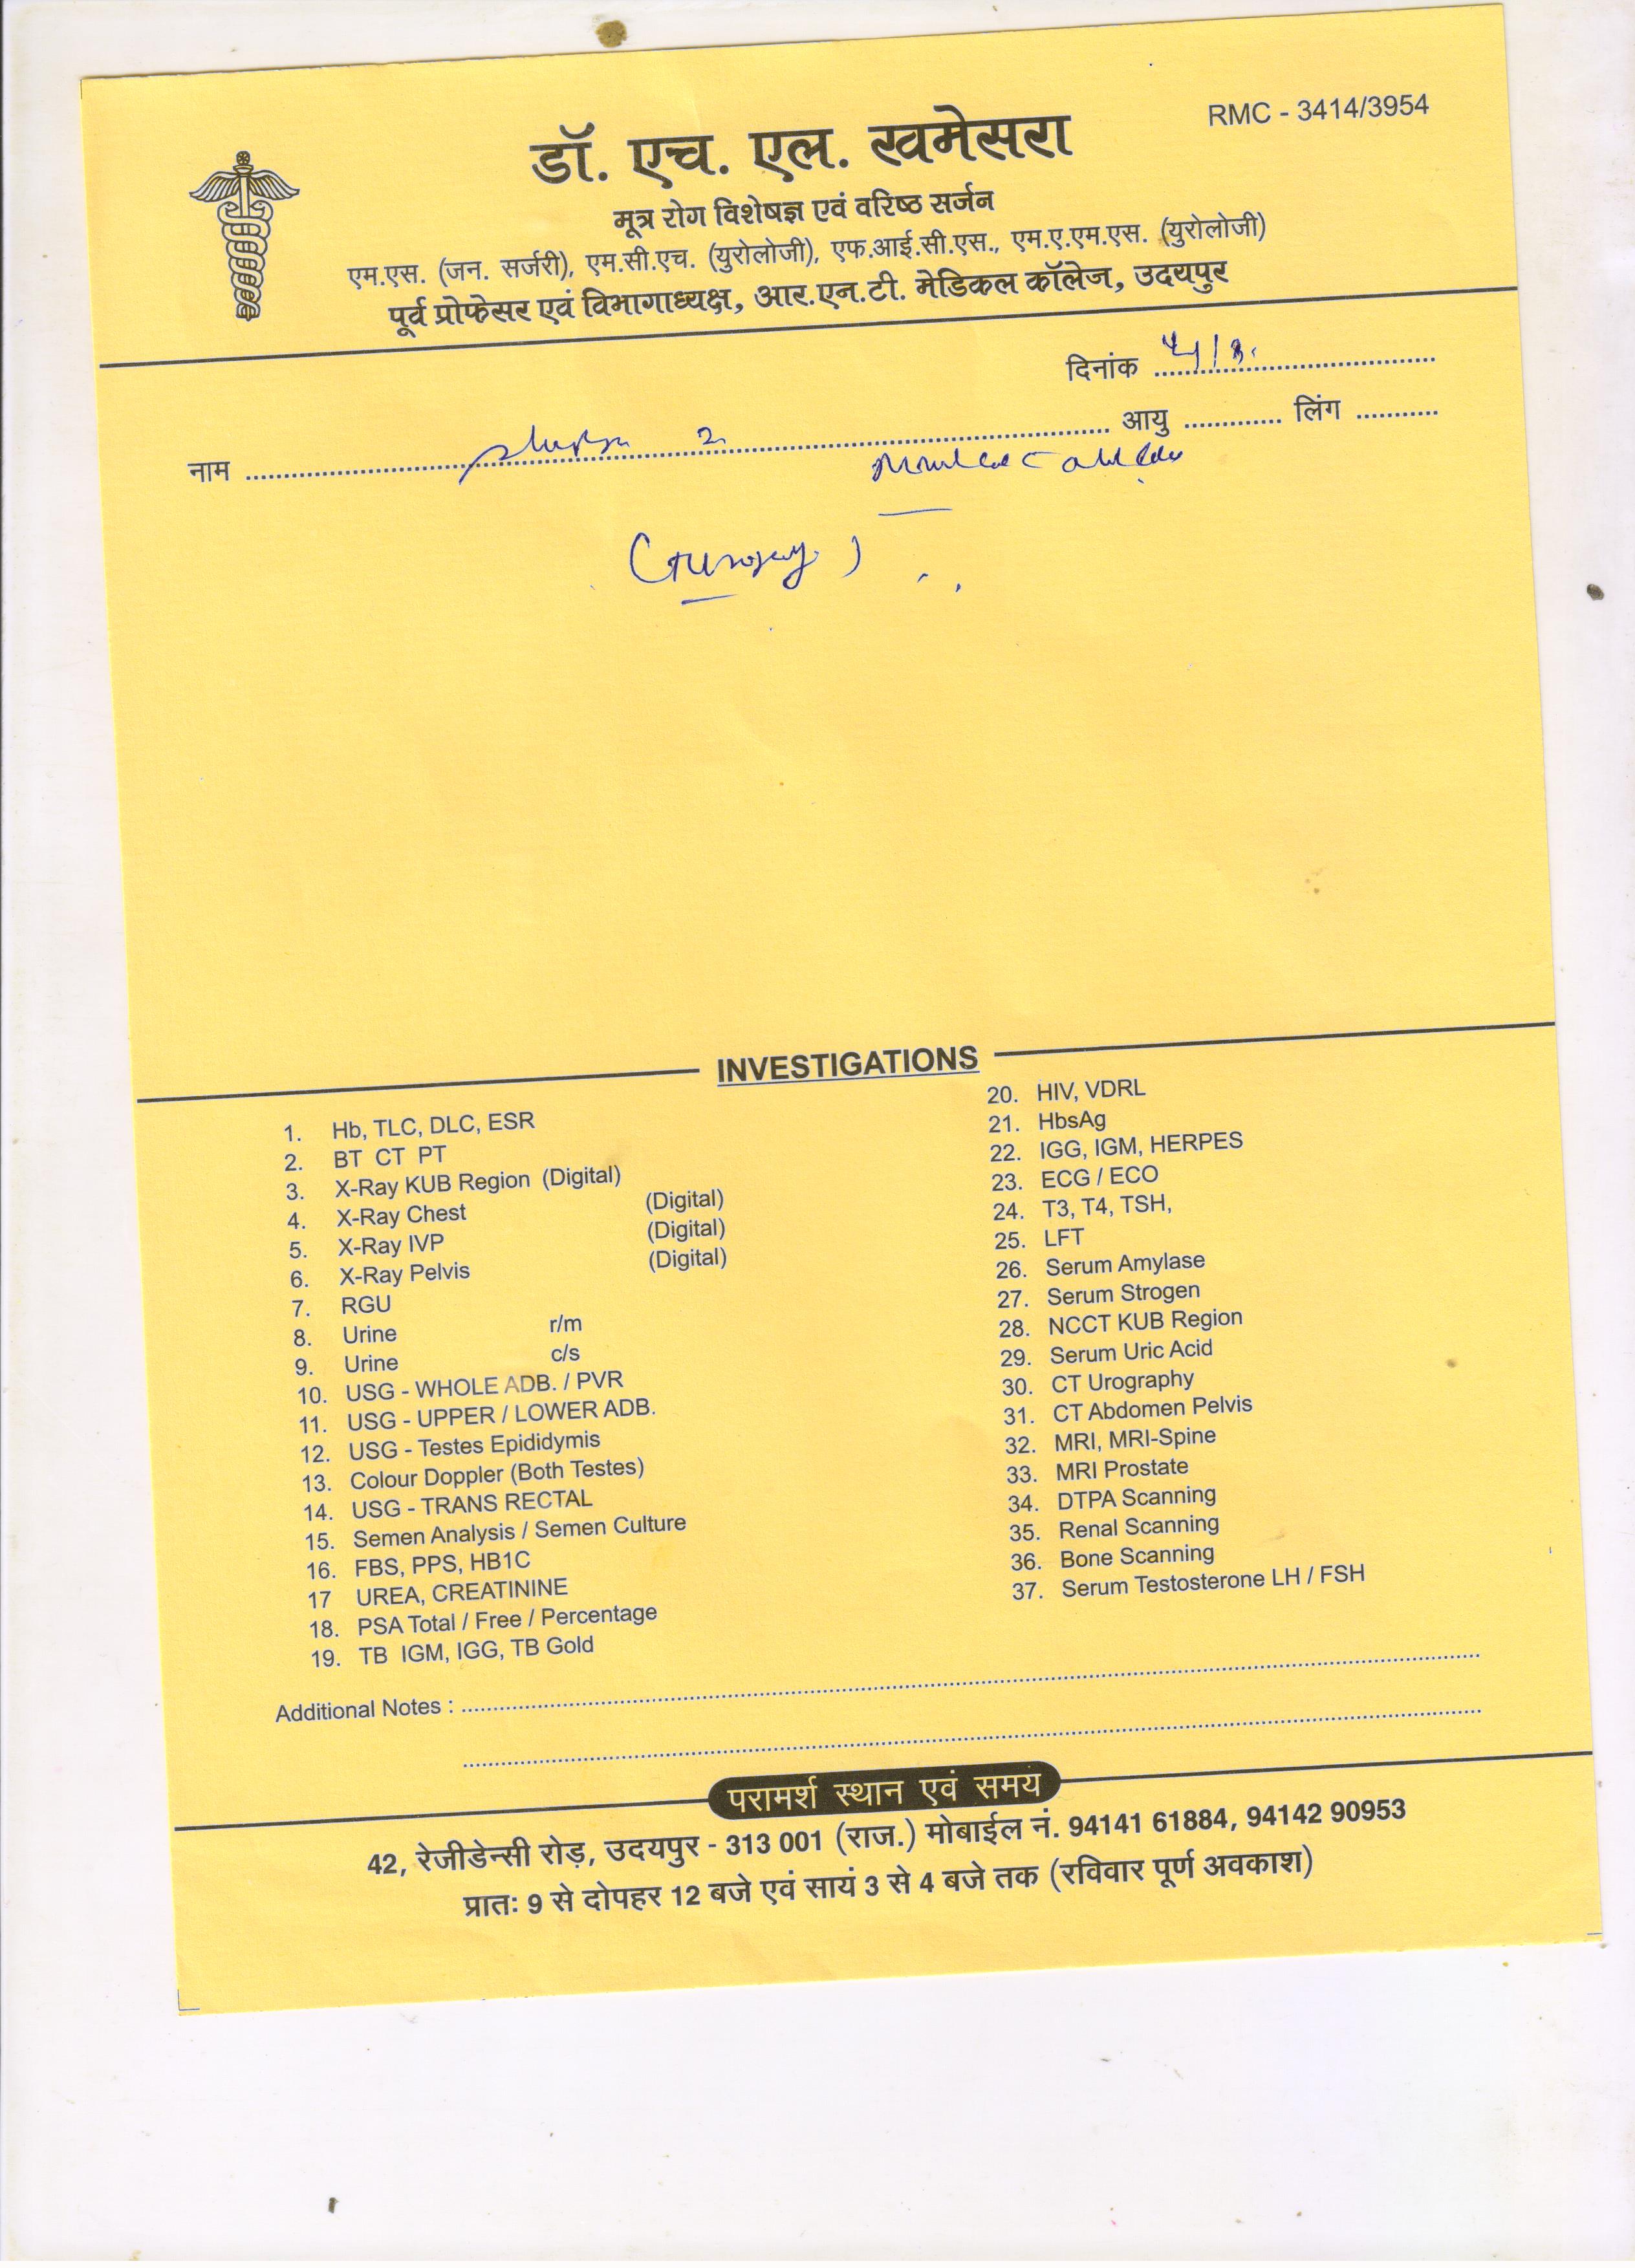 RMC - 3414/3954
डॉ. एच. एल. खमेसरा
मूत्र रोग विशेषज्ञ एवं वरिष्ठ सर्जन
एम.एस. (जन. सर्जरी), एम.सी.एच. (युरोलोजी), एफ.आई.सी.एस., एम.ए.एम.एस. (युरोलोजी)
पूर्व प्रोफेसर एवं विभागाध्यक्ष, आर.एन.टी. मेडिकल कॉलेज, उदयपुर
दिनांक
नाम आयु लिंग
INVESTIGATIONS
1. Hb, TLC, DLC, ESR
2. BT CT PT
3. X-Ray KUB Region (Digital)
4. X-Ray Chest (Digital)
5. X-Ray IVP (Digital)
6. X-Ray Pelvis (Digital)
7. RGU
8. Urine r/m
9. Urine c/s
10. USG - WHOLE ADB. / PVR
11. USG - UPPER / LOWER ADB.
12. USG - Testes Epididymis
13. Colour Doppler (Both Testes)
14. USG - TRANS RECTAL
15. Semen Analysis / Semen Culture
16. FBS, PPS, HB1C
17 UREA, CREATININE
18. PSA Total / Free / Percentage
19. TB IGM, IGG, TB Gold
20. HIV, VDRL
21. HbsAg
22. IGG, IGM, HERPES
23. ECG / ECO
24. T3, T4, TSH,
25. LFT
26. Serum Amylase
27. Serum Strogen
28. NCCT KUB Region
29. Serum Uric Acid
30. CT Urography
31. CT Abdomen Pelvis
32. MRI, MRI-Spine
33. MRI Prostate
34. DTPA Scanning
35. Renal Scanning
36. Bone Scanning
37. Serum Testosterone LH / FSH
Additional Notes :
परामर्श स्थान एवं समय
42, रेजीडेन्सी रोड़, उदयपुर - 313 001 (राज.) मोबाईल नं. 94141 61884, 94142 90953
प्रातः 9 से दोपहर 12 बजे एवं सायं 3 से 4 बजे तक (रविवार पूर्ण अवकाश)